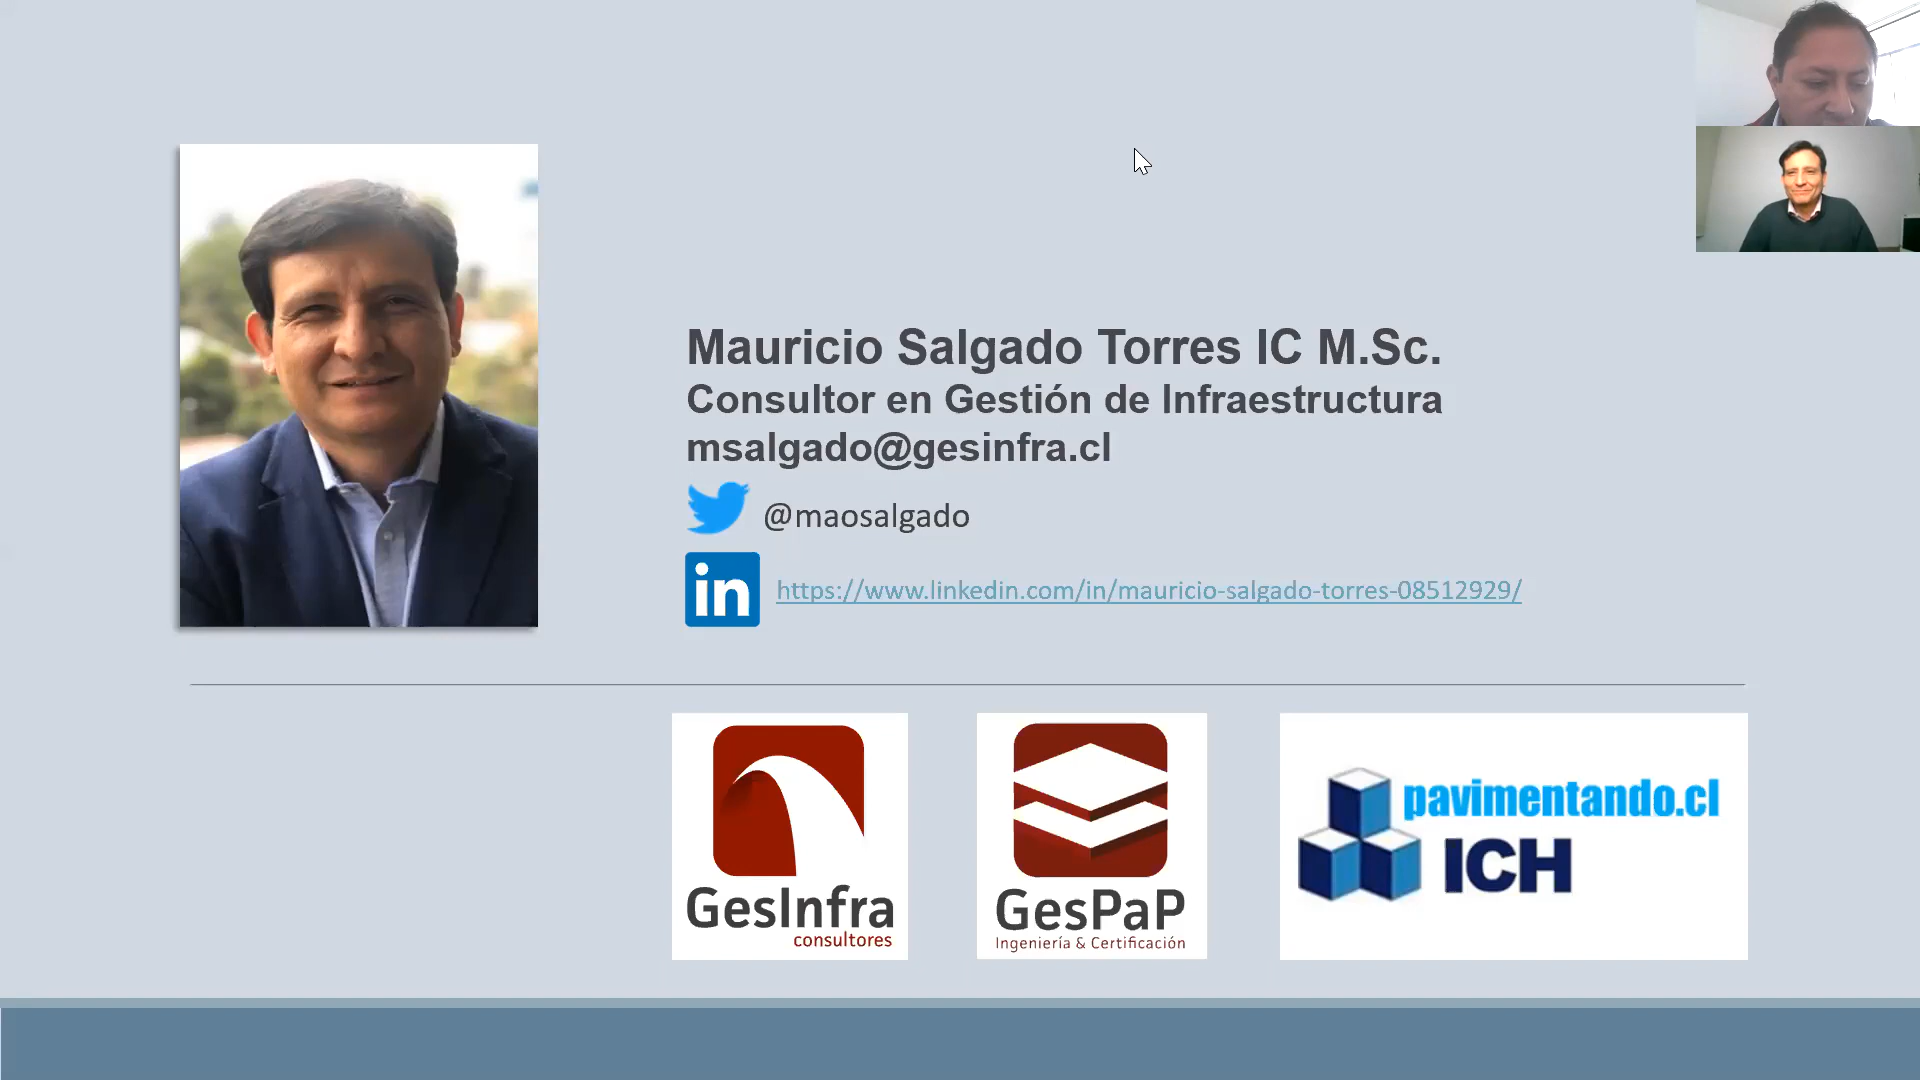 Mauricio Salgado Torres IC M.Sc.
Consultor en Gestión de Infraestructura
msalgado@gesinfra.cl
@maosalgado
in
https://www.linkedin.com/in/mauricio-salgado-torres-08512929/
GesInfra
consultores
GesPaP
Ingeniería & Certificación
pavimentando.cl
ICH